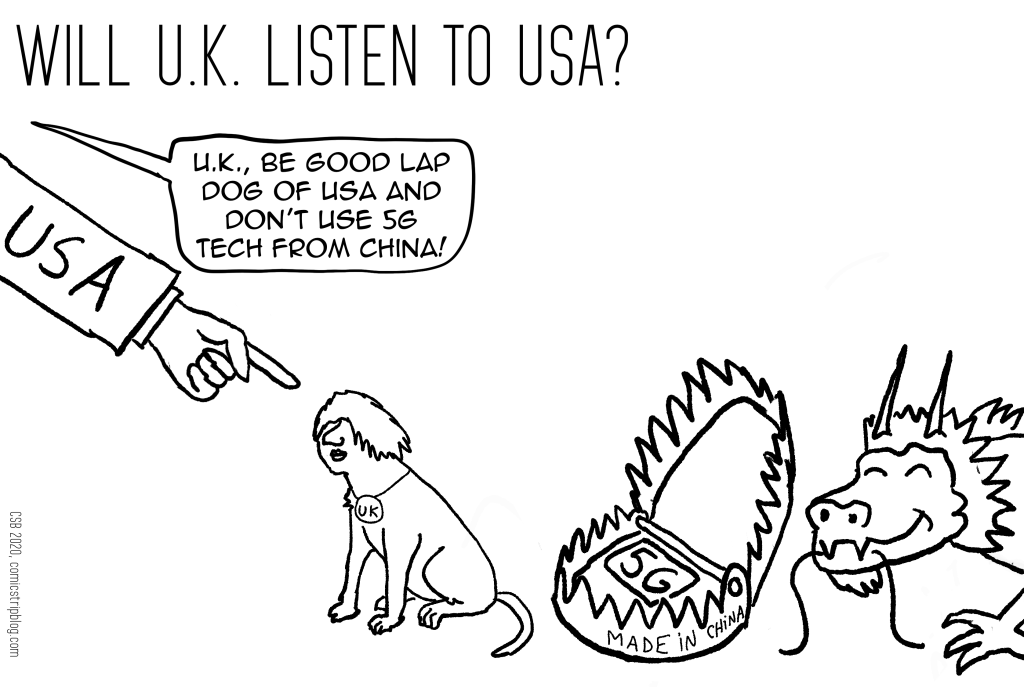 WILL U.K. LISTEN TO USA?
U.K., BE GOOD LAP
DOG OF USA AND
DON'T USE 5G
TECH FROM CHINA!
USA
UK
5G
MADE iN CHiNA
CSB 2020, comicstripblog.com